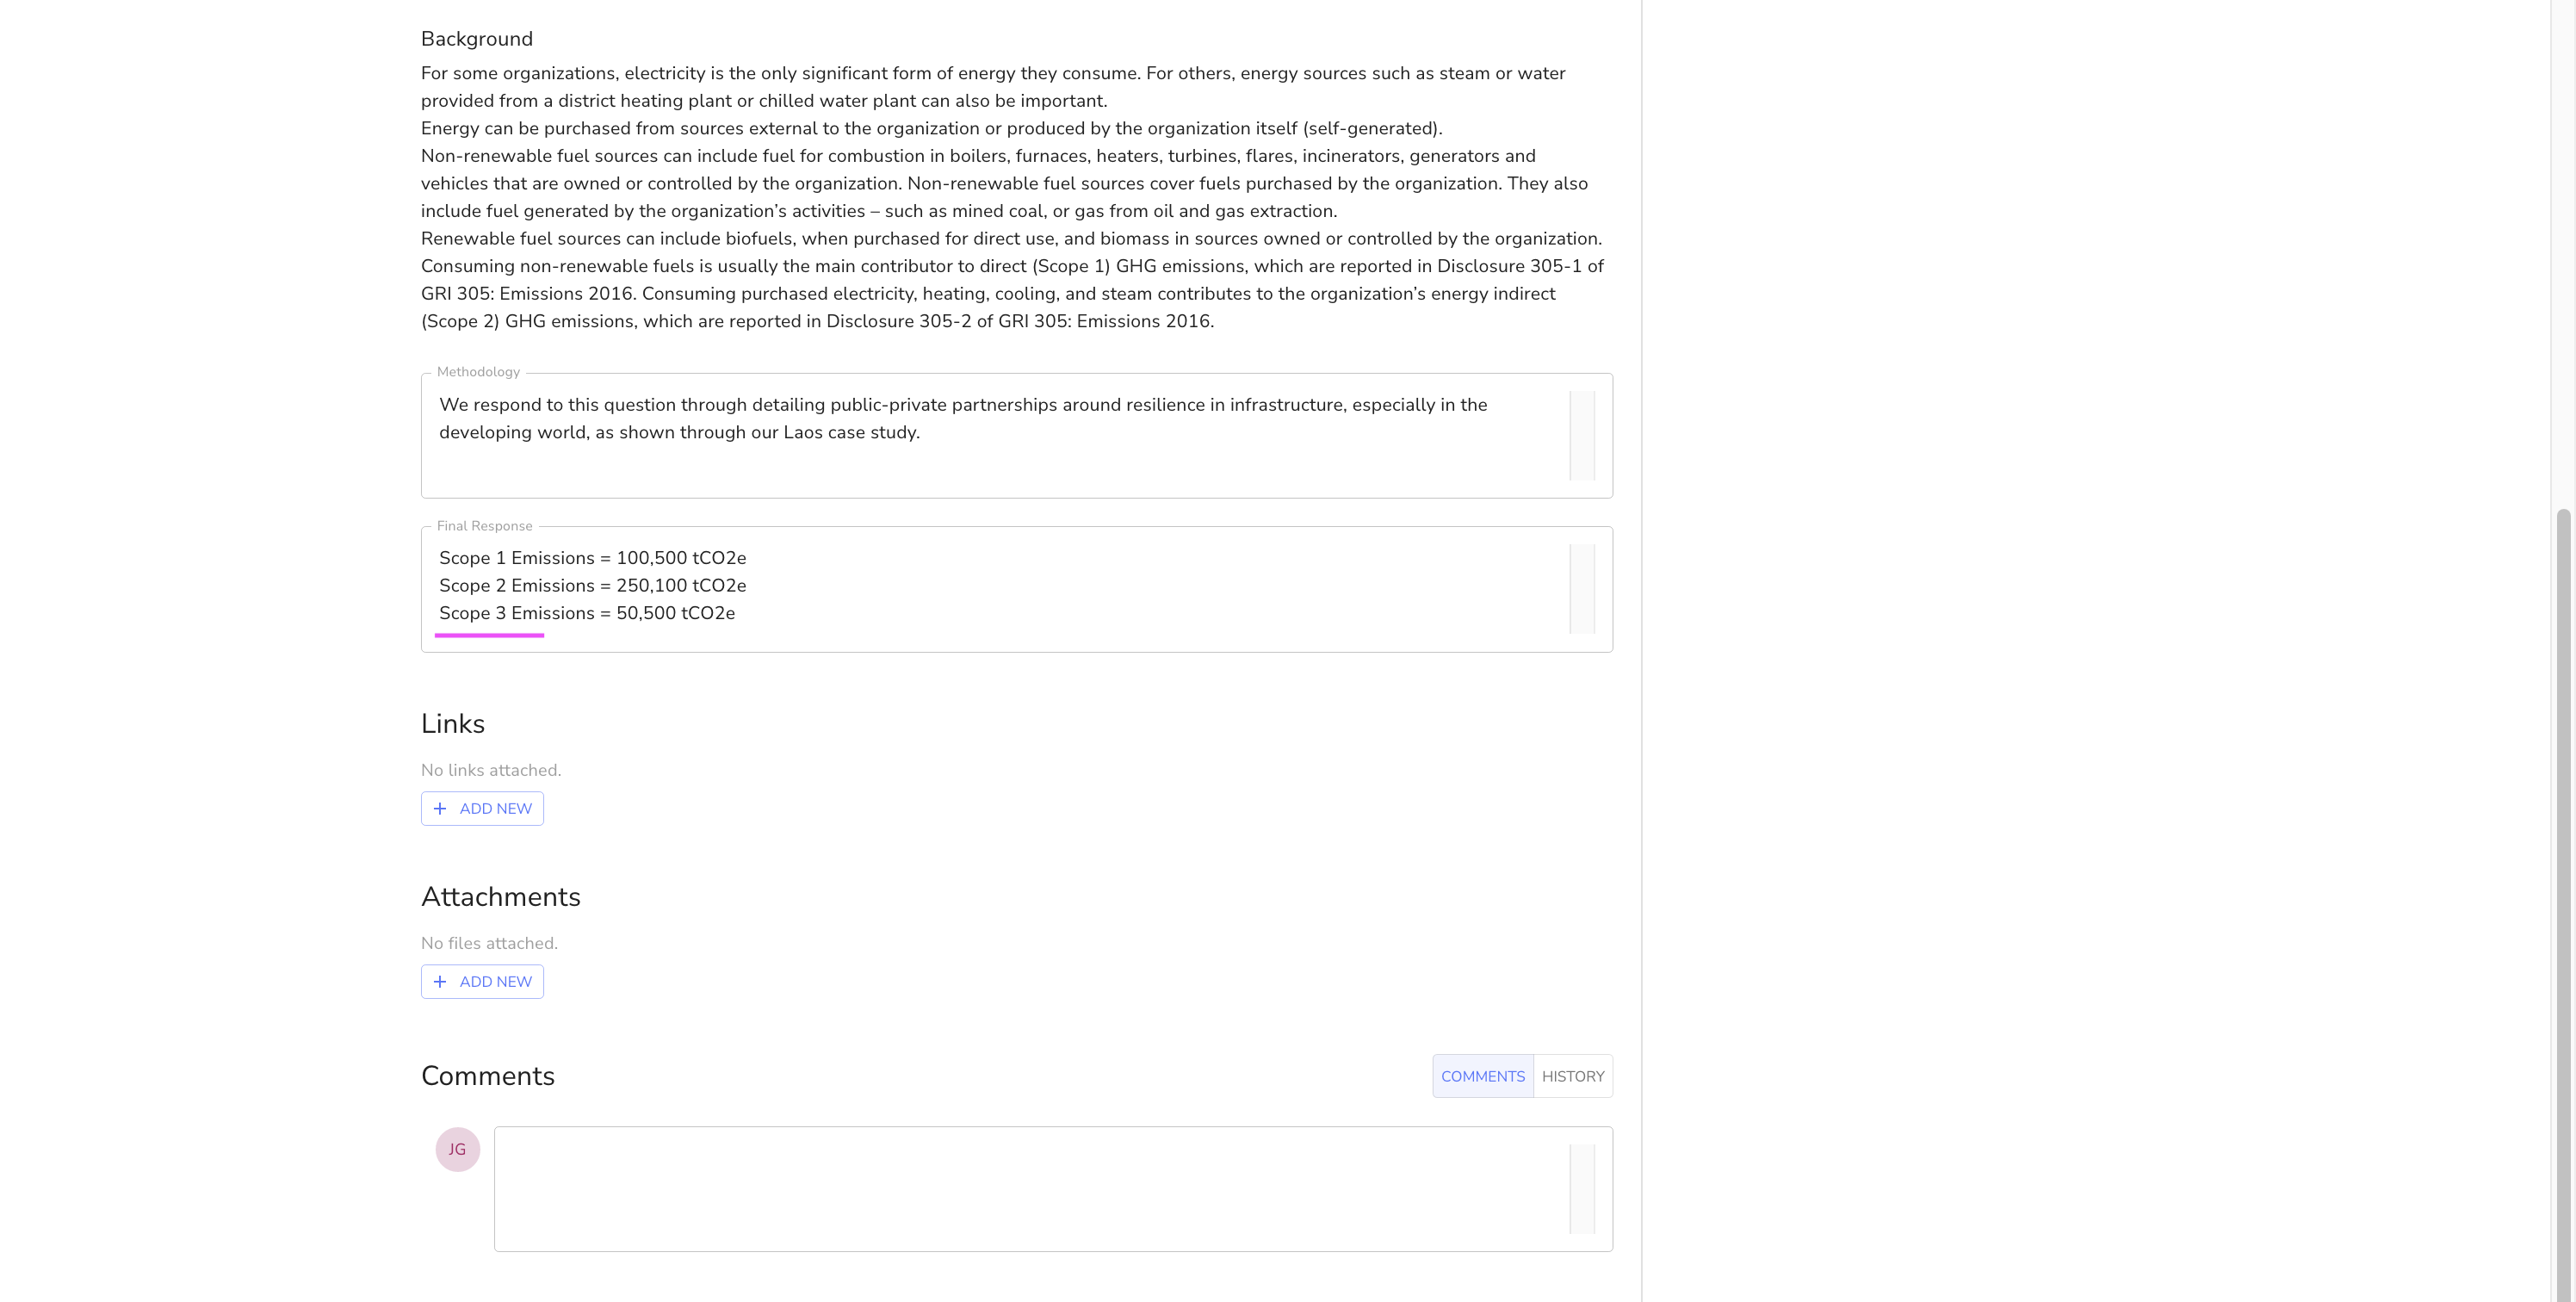 Background
For some organizations, electricity is the only significant form of energy they consume. For others, energy sources such as steam or water
provided from a district heating plant or chilled water plant can also be important.
Energy can be purchased from sources external to the organization or produced by the organization itself (self-generated).
Non-renewable fuel sources can include fuel for combustion in boilers, furnaces, heaters, turbines, flares, incinerators, generators and
vehicles that are owned or controlled by the organization. Non-renewable fuel sources cover fuels purchased by the organization. They also
include fuel generated by the organization’s activities – such as mined coal, or gas from oil and gas extraction.
Renewable fuel sources can include biofuels, when purchased for direct use, and biomass in sources owned or controlled by the organization.
Consuming non-renewable fuels is usually the main contributor to direct (Scope 1) GHG emissions, which are reported in Disclosure 305-1 of
GRI 305: Emissions 2016. Consuming purchased electricity, heating, cooling, and steam contributes to the organization’s energy indirect
(Scope 2) GHG emissions, which are reported in Disclosure 305-2 of GRI 305: Emissions 2016.
Methodology
We respond to this question through detailing public-private partnerships around resilience in infrastructure, especially in the
developing world, as shown through our Laos case study.
Final Response
Scope 1 Emissions = 100,500 tCO2e
Scope 2 Emissions = 250,100 tCO2e
Scope 3 Emissions = 50,500 tCO2e
Links
No links attached.
+ ADD NEW
Attachments
No files attached.
+ ADD NEW
Comments
COMMENTS HISTORY
JG